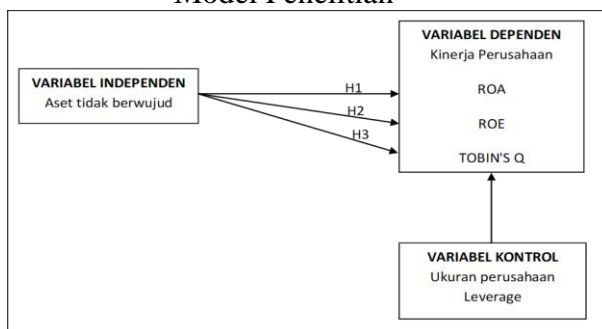 Model Penelitian
VARIABEL DEPENDEN
Kinerja Perusahaan
ROA
ROE
TOBIN'S Q
VARIABEL INDEPENDEN
Aset tidak berwujud
H1
H2
H3
VARIABEL KONTROL
Ukuran perusahaan
Leverage